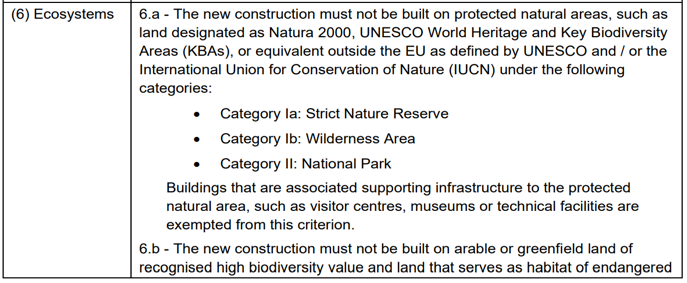 (6) Ecosystems
6.a - The new construction must not be built on protected natural areas, such as
land designated as Natura 2000, UNESCO World Heritage and Key Biodiversity
Areas (KBAs), or equivalent outside the EU as defined by UNESCO and / or the
International Union for Conservation of Nature (IUCN) under the following
categories:
• Category Ia: Strict Nature Reserve
• Category Ib: Wilderness Area
• Category II: National Park
Buildings that are associated supporting infrastructure to the protected
natural area, such as visitor centres, museums or technical facilities are
exempted from this criterion.
6.b - The new construction must not be built on arable or greenfield land of
recognised high biodiversity value and land that serves as habitat of endangered